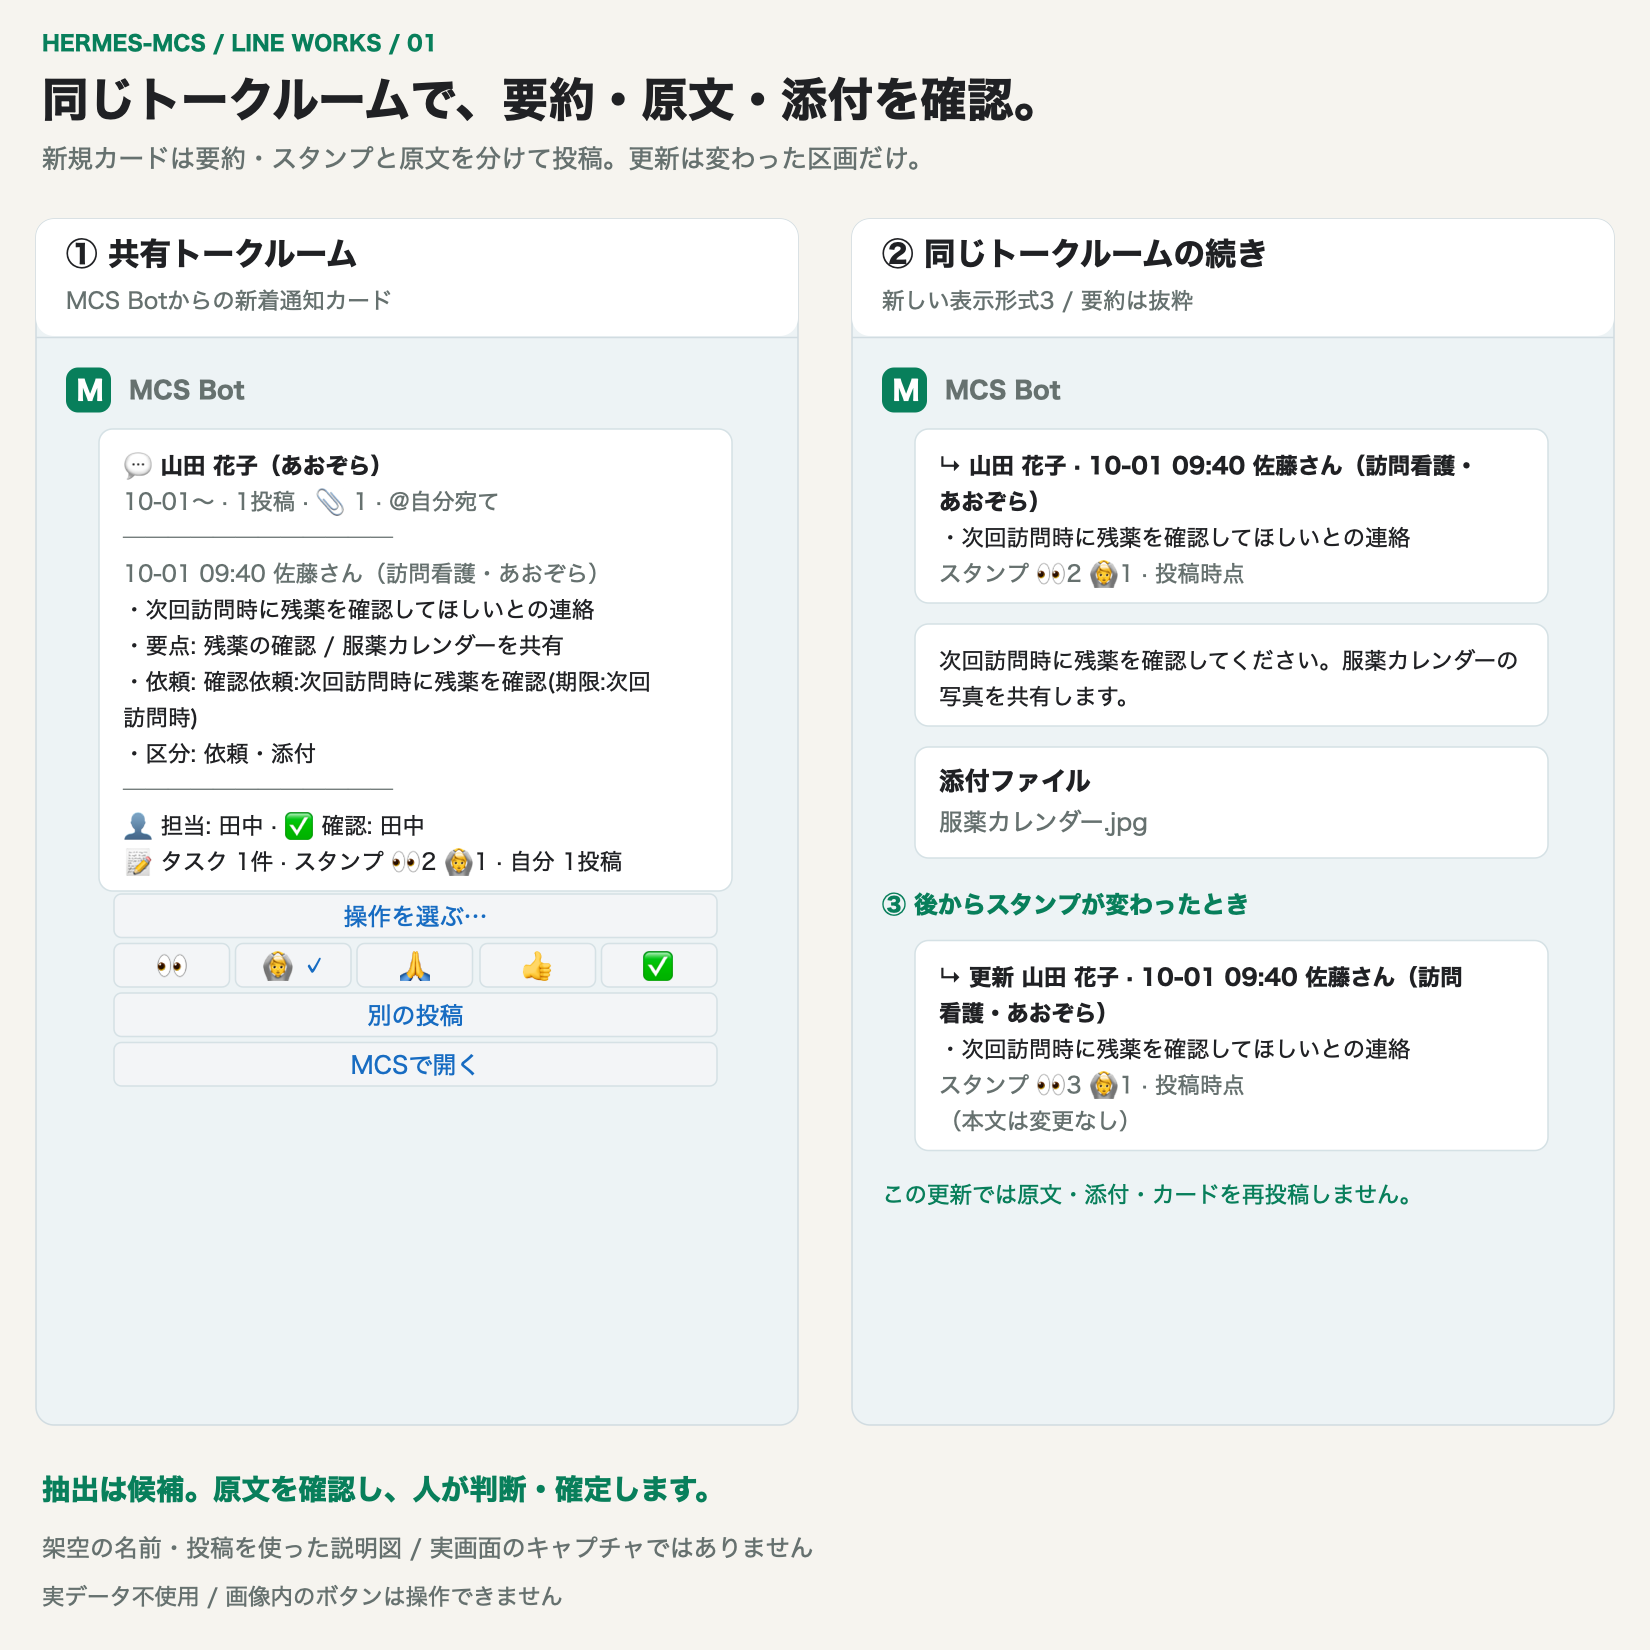 HERMES-MCS / LINE WORKS / 01
同じトークルームで、要約・原文・添付を確認。
新規カードは要約・スタンプと原文を分けて投稿。更新は変わった区画だけ。
① 共有トークルーム
MCS Botからの新着通知カード
M MCS Bot
💬 山田 花子（あおぞら）
10-01〜 · 1投稿 · 📎 1 · @自分宛て
10-01 09:40 佐藤さん（訪問看護・あおぞら）
・次回訪問時に残薬を確認してほしいとの連絡
・要点: 残薬の確認 / 服薬カレンダーを共有
・依頼: 確認依頼:次回訪問時に残薬を確認(期限:次回
訪問時)
・区分: 依頼・添付
👤 担当: 田中 · ✅ 確認: 田中
📝 タスク 1件 · スタンプ 👀2 🙆1 · 自分 1投稿
操作を選ぶ…
👀 🙆 ✓ 🙏 👍 ✅
別の投稿
MCSで開く
② 同じトークルームの続き
新しい表示形式3 / 要約は抜粋
M MCS Bot
↳ 山田 花子 · 10-01 09:40 佐藤さん（訪問看護・
あおぞら）
・次回訪問時に残薬を確認してほしいとの連絡
スタンプ 👀2 🙆1 · 投稿時点
次回訪問時に残薬を確認してください。服薬カレンダーの
写真を共有します。
添付ファイル
服薬カレンダー.jpg
③ 後からスタンプが変わったとき
↳ 更新 山田 花子 · 10-01 09:40 佐藤さん（訪問
看護・あおぞら）
・次回訪問時に残薬を確認してほしいとの連絡
スタンプ 👀3 🙆1 · 投稿時点
（本文は変更なし）
この更新では原文・添付・カードを再投稿しません。
抽出は候補。原文を確認し、人が判断・確定します。
架空の名前・投稿を使った説明図 / 実画面のキャプチャではありません
実データ不使用 / 画像内のボタンは操作できません